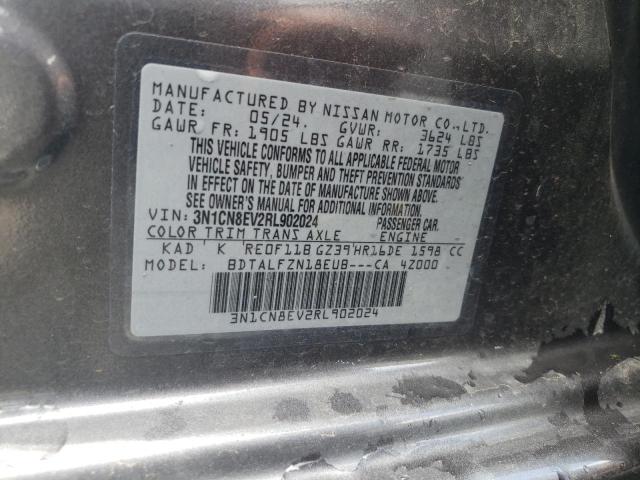 MANUFACTURED BY NISSAN MOTOR CO.,LTD.
DATE: 05/24. GVWR: 3624 LBS
GAWR FR: 1905 LBS GAWR RR: 1735 LBS
THIS VEHICLE CONFORMS TO ALL APPLICABLE FEDERAL MOTOR
VEHICLE SAFETY, BUMPER AND THEFT PREVENTION STANDARDS
IN EFFECT ON THE DATE OF MANUFACTURE SHOWN ABOVE.
SEE OWNER'S MANUAL FOR ADDITIONAL INFORMATION.
VIN: 3N1CN8EV2RL902024 PASSENGER CAR
COLOR TRIM TRANS AXLE ENGINE
KAD K RE0F11B GZ39 HR16DE 1598 CC
MODEL: BDTALFZN18EUB---CA 4Z000
3N1CN8EV2RL902024